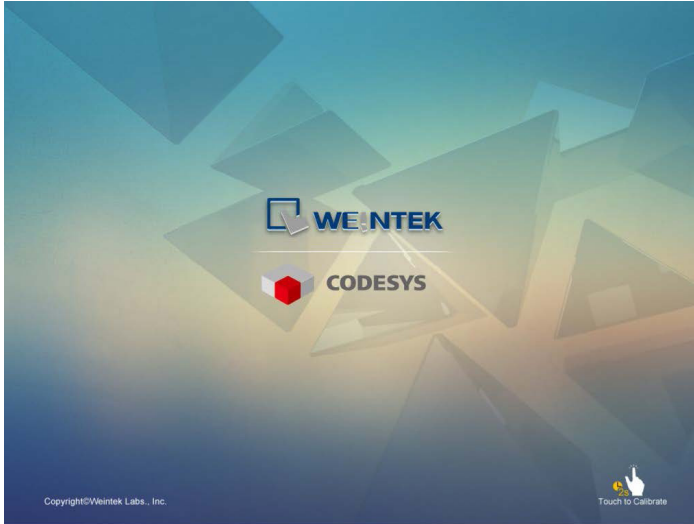 WEINTEK
CODESYS
2s
Copyright©Weintek Labs., Inc.
Touch to Calibrate